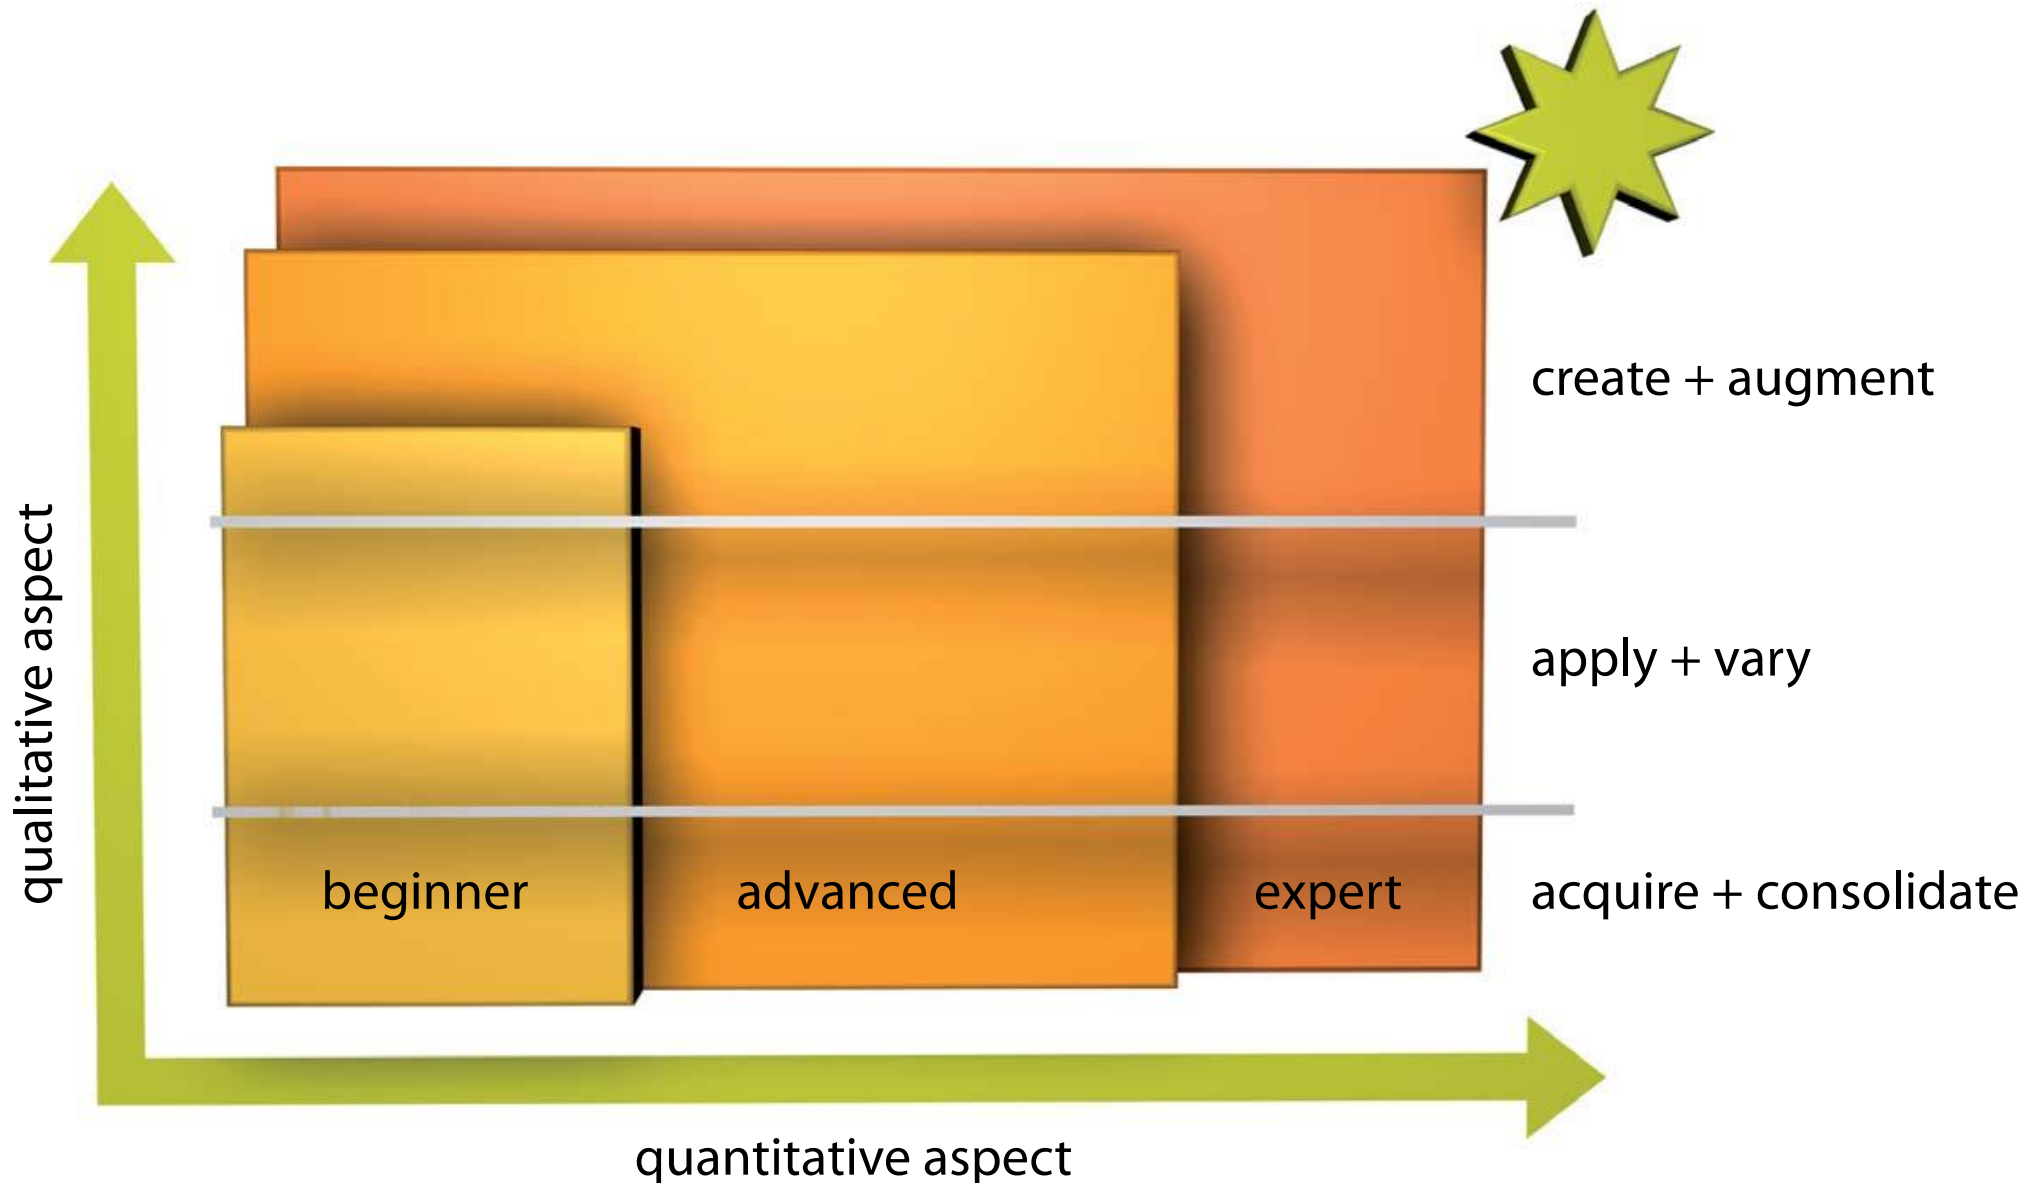 create + augment
qualitative aspect
apply + vary
beginner
advanced
expert
acquire + consolidate
quantitative aspect